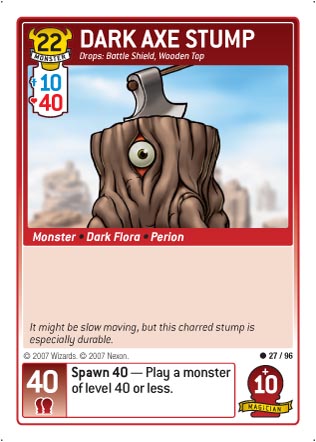 22
MONSTER
DARK AXE STUMP
Drops: Battle Shield, Wooden Top
+10
40
Monster • Dark Flora • Perion
It might be slow moving, but this charred stump is
especially durable.
© 2007 Wizards. © 2007 Nexon.
● 27 / 96
40
Spawn 40 — Play a monster
of level 40 or less.
+
10
MAGICIAN